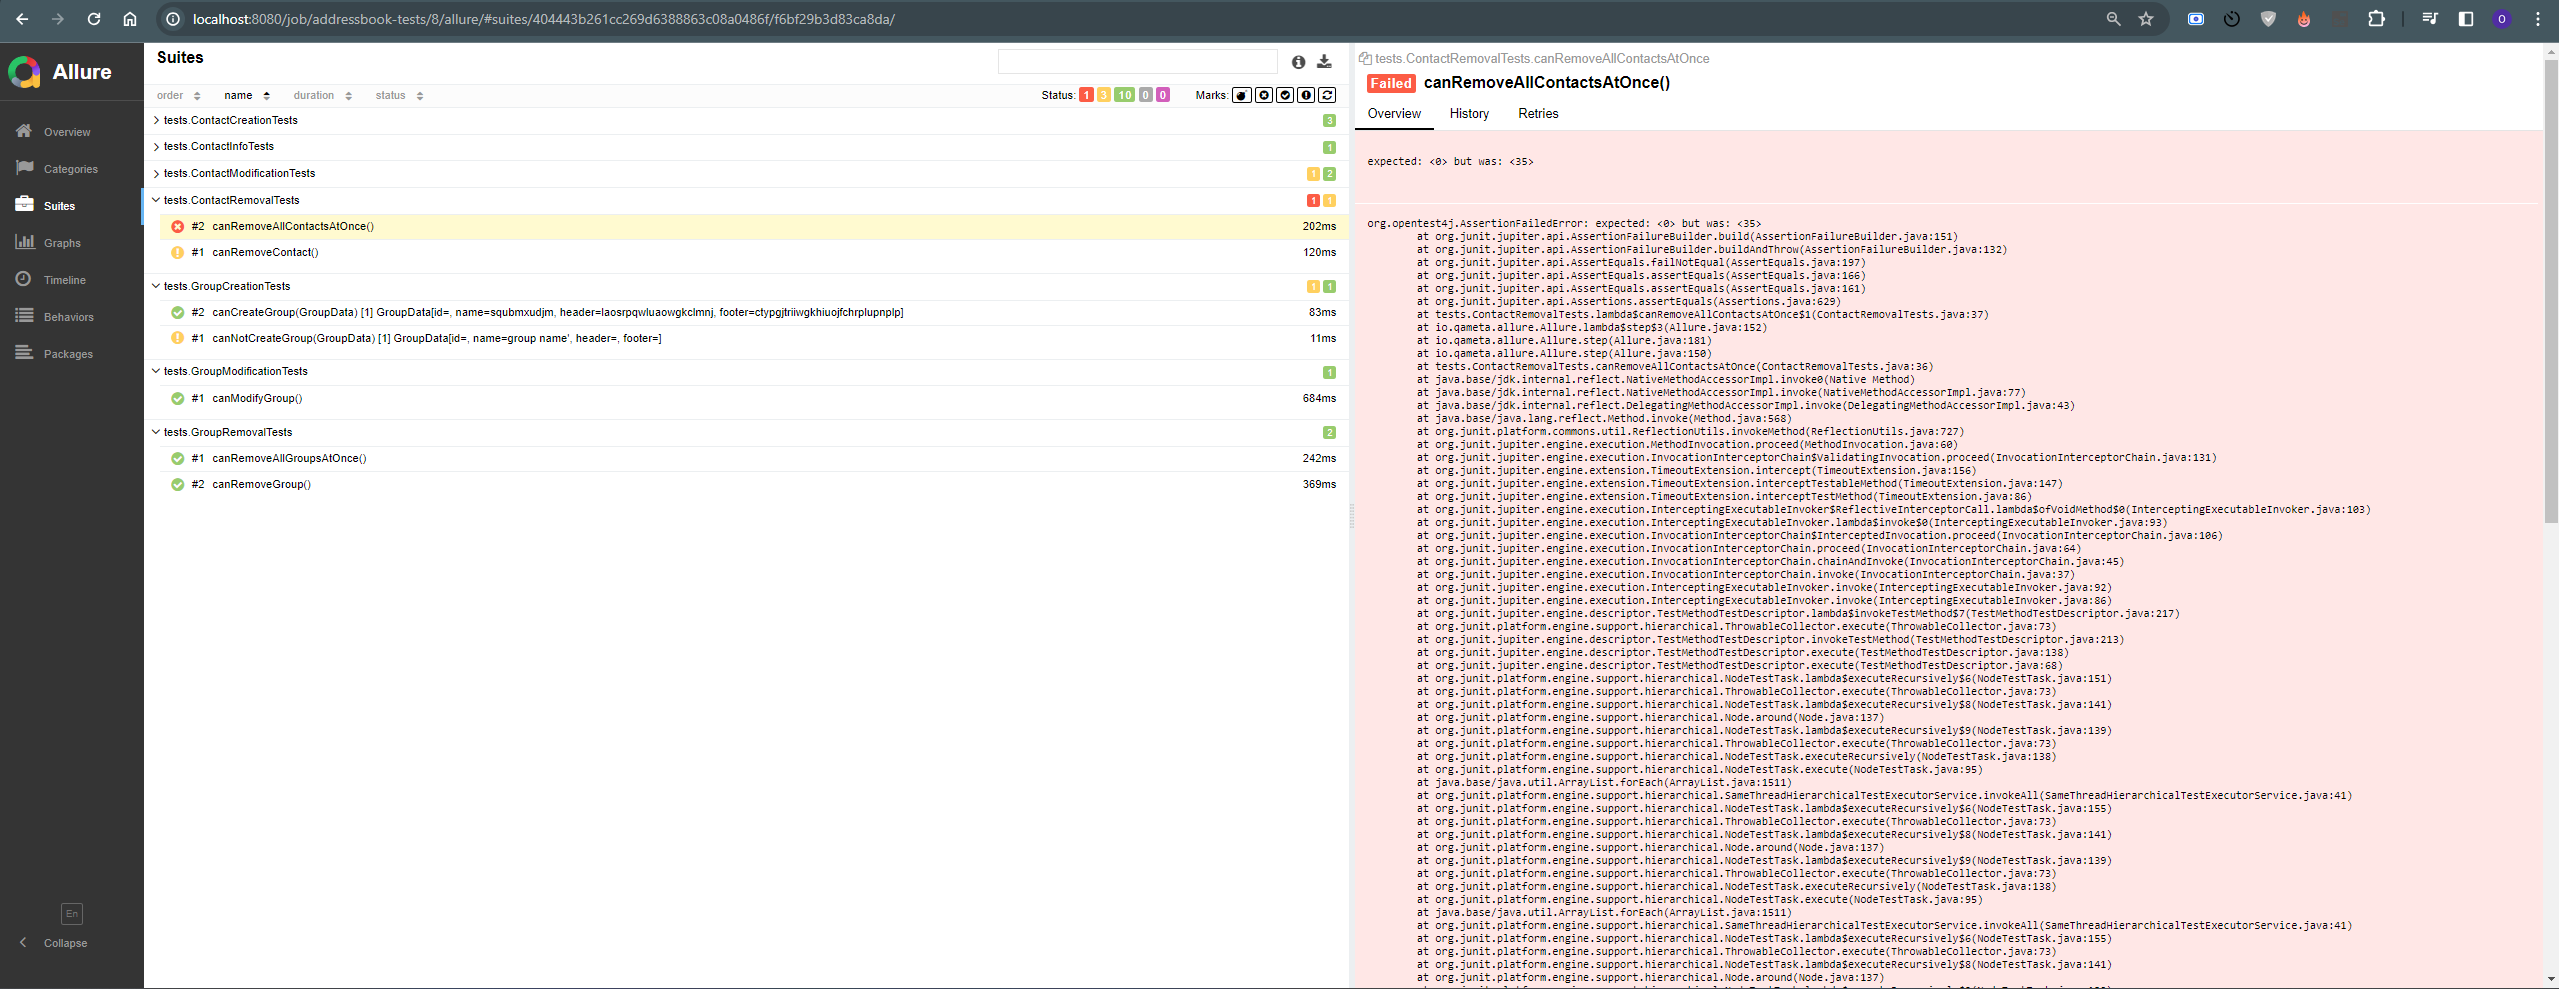 localhost:8080/job/addressbook-tests/8/allure/#suites/404443b261cc269d6388863c08a0486f/f6bf29b3d83ca8da/
O
Allure
Overview
Categories
Suites
Graphs
Timeline
Behaviors
Packages
En
Collapse
Suites
order name duration status
Status: 1 3 10 0 0 Marks:
tests.ContactCreationTests 3
tests.ContactInfoTests 1
tests.ContactModificationTests 1 2
tests.ContactRemovalTests 1 1
#2 canRemoveAllContactsAtOnce() 202ms
#1 canRemoveContact() 120ms
tests.GroupCreationTests 1 1
#2 canCreateGroup(GroupData) [1] GroupData[id=, name=squbmxudjm, header=laosrpqwluaowgkclmnj, footer=ctypgjtriiwgkhiuojfchrplupnplp] 83ms
#1 canNotCreateGroup(GroupData) [1] GroupData[id=, name=group name', header=, footer=] 11ms
tests.GroupModificationTests 1
#1 canModifyGroup() 684ms
tests.GroupRemovalTests 2
#1 canRemoveAllGroupsAtOnce() 242ms
#2 canRemoveGroup() 369ms
tests.ContactRemovalTests.canRemoveAllContactsAtOnce
Failed canRemoveAllContactsAtOnce()
Overview History Retries
expected: <0> but was: <35>
org.opentest4j.AssertionFailedError: expected: <0> but was: <35>
at org.junit.jupiter.api.AssertionFailureBuilder.build(AssertionFailureBuilder.java:151)
at org.junit.jupiter.api.AssertionFailureBuilder.buildAndThrow(AssertionFailureBuilder.java:132)
at org.junit.jupiter.api.AssertEquals.failNotEqual(AssertEquals.java:197)
at org.junit.jupiter.api.AssertEquals.assertEquals(AssertEquals.java:166)
at org.junit.jupiter.api.AssertEquals.assertEquals(AssertEquals.java:161)
at org.junit.jupiter.api.Assertions.assertEquals(Assertions.java:629)
at tests.ContactRemovalTests.lambda$canRemoveAllContactsAtOnce$1(ContactRemovalTests.java:37)
at io.qameta.allure.Allure.lambda$step$3(Allure.java:152)
at io.qameta.allure.Allure.step(Allure.java:181)
at io.qameta.allure.Allure.step(Allure.java:150)
at tests.ContactRemovalTests.canRemoveAllContactsAtOnce(ContactRemovalTests.java:36)
at java.base/jdk.internal.reflect.NativeMethodAccessorImpl.invoke0(Native Method)
at java.base/jdk.internal.reflect.NativeMethodAccessorImpl.invoke(NativeMethodAccessorImpl.java:77)
at java.base/jdk.internal.reflect.DelegatingMethodAccessorImpl.invoke(DelegatingMethodAccessorImpl.java:43)
at java.base/java.lang.reflect.Method.invoke(Method.java:568)
at org.junit.platform.commons.util.ReflectionUtils.invokeMethod(ReflectionUtils.java:727)
at org.junit.jupiter.engine.execution.MethodInvocation.proceed(MethodInvocation.java:60)
at org.junit.jupiter.engine.execution.InvocationInterceptorChain$ValidatingInvocation.proceed(InvocationInterceptorChain.java:131)
at org.junit.jupiter.engine.extension.TimeoutExtension.intercept(TimeoutExtension.java:156)
at org.junit.jupiter.engine.extension.TimeoutExtension.interceptTestableMethod(TimeoutExtension.java:147)
at org.junit.jupiter.engine.extension.TimeoutExtension.interceptTestMethod(TimeoutExtension.java:86)
at org.junit.jupiter.engine.execution.InterceptingExecutableInvoker$ReflectiveInterceptorCall.lambda$ofVoidMethod$0(InterceptingExecutableInvoker.java:103)
at org.junit.jupiter.engine.execution.InterceptingExecutableInvoker.lambda$invoke$0(InterceptingExecutableInvoker.java:93)
at org.junit.jupiter.engine.execution.InvocationInterceptorChain$InterceptedInvocation.proceed(InvocationInterceptorChain.java:106)
at org.junit.jupiter.engine.execution.InvocationInterceptorChain.proceed(InvocationInterceptorChain.java:64)
at org.junit.jupiter.engine.execution.InvocationInterceptorChain.chainAndInvoke(InvocationInterceptorChain.java:45)
at org.junit.jupiter.engine.execution.InvocationInterceptorChain.invoke(InvocationInterceptorChain.java:37)
at org.junit.jupiter.engine.execution.InterceptingExecutableInvoker.invoke(InterceptingExecutableInvoker.java:92)
at org.junit.jupiter.engine.execution.InterceptingExecutableInvoker.invoke(InterceptingExecutableInvoker.java:86)
at org.junit.jupiter.engine.descriptor.TestMethodTestDescriptor.lambda$invokeTestMethod$7(TestMethodTestDescriptor.java:217)
at org.junit.platform.engine.support.hierarchical.ThrowableCollector.execute(ThrowableCollector.java:73)
at org.junit.jupiter.engine.descriptor.TestMethodTestDescriptor.invokeTestMethod(TestMethodTestDescriptor.java:213)
at org.junit.jupiter.engine.descriptor.TestMethodTestDescriptor.execute(TestMethodTestDescriptor.java:138)
at org.junit.jupiter.engine.descriptor.TestMethodTestDescriptor.execute(TestMethodTestDescriptor.java:68)
at org.junit.platform.engine.support.hierarchical.NodeTestTask.lambda$executeRecursively$6(NodeTestTask.java:151)
at org.junit.platform.engine.support.hierarchical.ThrowableCollector.execute(ThrowableCollector.java:73)
at org.junit.platform.engine.support.hierarchical.NodeTestTask.lambda$executeRecursively$8(NodeTestTask.java:141)
at org.junit.platform.engine.support.hierarchical.Node.around(Node.java:137)
at org.junit.platform.engine.support.hierarchical.NodeTestTask.lambda$executeRecursively$9(NodeTestTask.java:139)
at org.junit.platform.engine.support.hierarchical.ThrowableCollector.execute(ThrowableCollector.java:73)
at org.junit.platform.engine.support.hierarchical.NodeTestTask.executeRecursively(NodeTestTask.java:138)
at org.junit.platform.engine.support.hierarchical.NodeTestTask.execute(NodeTestTask.java:95)
at java.base/java.util.ArrayList.forEach(ArrayList.java:1511)
at org.junit.platform.engine.support.hierarchical.SameThreadHierarchicalTestExecutorService.invokeAll(SameThreadHierarchicalTestExecutorService.java:41)
at org.junit.platform.engine.support.hierarchical.NodeTestTask.lambda$executeRecursively$6(NodeTestTask.java:155)
at org.junit.platform.engine.support.hierarchical.ThrowableCollector.execute(ThrowableCollector.java:73)
at org.junit.platform.engine.support.hierarchical.NodeTestTask.lambda$executeRecursively$8(NodeTestTask.java:141)
at org.junit.platform.engine.support.hierarchical.Node.around(Node.java:137)
at org.junit.platform.engine.support.hierarchical.NodeTestTask.lambda$executeRecursively$9(NodeTestTask.java:139)
at org.junit.platform.engine.support.hierarchical.ThrowableCollector.execute(ThrowableCollector.java:73)
at org.junit.platform.engine.support.hierarchical.NodeTestTask.executeRecursively(NodeTestTask.java:138)
at org.junit.platform.engine.support.hierarchical.NodeTestTask.execute(NodeTestTask.java:95)
at java.base/java.util.ArrayList.forEach(ArrayList.java:1511)
at org.junit.platform.engine.support.hierarchical.SameThreadHierarchicalTestExecutorService.invokeAll(SameThreadHierarchicalTestExecutorService.java:41)
at org.junit.platform.engine.support.hierarchical.NodeTestTask.lambda$executeRecursively$6(NodeTestTask.java:155)
at org.junit.platform.engine.support.hierarchical.ThrowableCollector.execute(ThrowableCollector.java:73)
at org.junit.platform.engine.support.hierarchical.NodeTestTask.lambda$executeRecursively$8(NodeTestTask.java:141)
at org.junit.platform.engine.support.hierarchical.Node.around(Node.java:137)